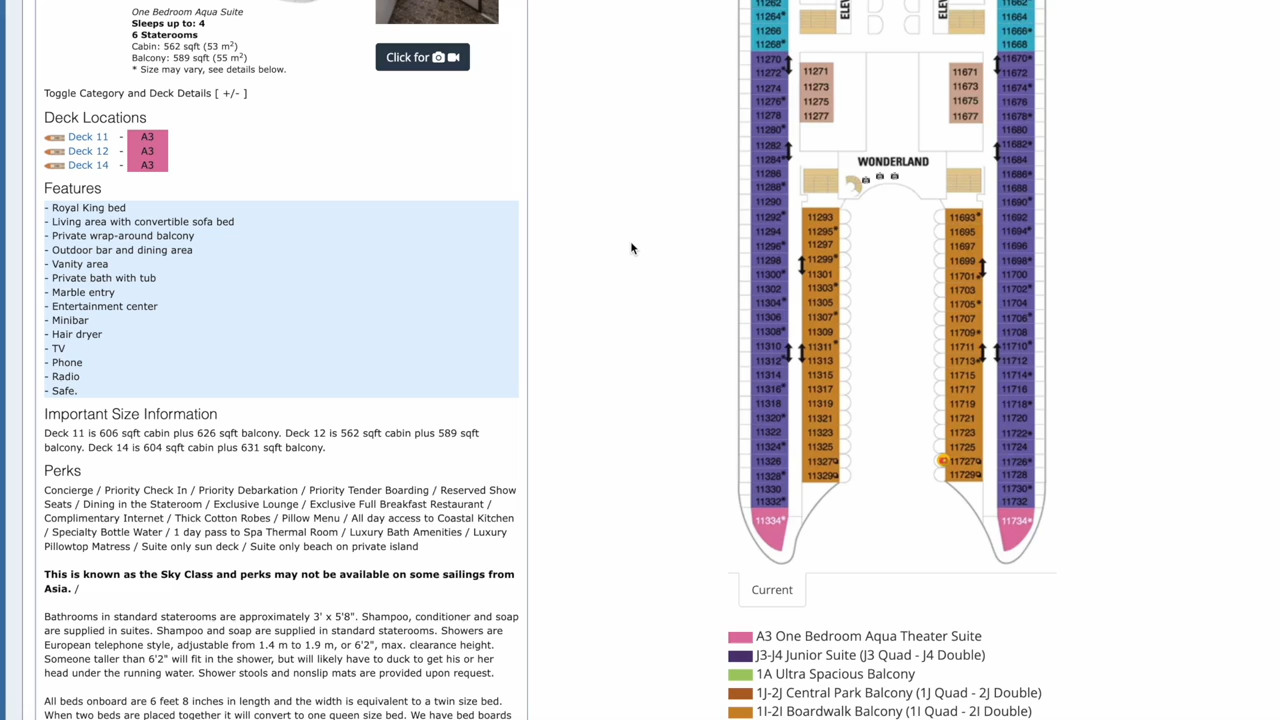 One Bedroom Aqua Suite
Sleeps up to: 4
6 Staterooms
Cabin: 562 sqft (53 m²)
Balcony: 589 sqft (55 m²)
* Size may vary, see details below.
Click for
Toggle Category and Deck Details [ +/- ]
Deck Locations
Deck 11 - A3
Deck 12 - A3
Deck 14 - A3
Features
- Royal King bed
- Living area with convertible sofa bed
- Private wrap-around balcony
- Outdoor bar and dining area
- Vanity area
- Private bath with tub
- Marble entry
- Entertainment center
- Minibar
- Hair dryer
- TV
- Phone
- Radio
- Safe.
Important Size Information
Deck 11 is 606 sqft cabin plus 626 sqft balcony. Deck 12 is 562 sqft cabin plus 589 sqft
balcony. Deck 14 is 604 sqft cabin plus 631 sqft balcony.
Perks
Concierge / Priority Check In / Priority Debarkation / Priority Tender Boarding / Reserved Show
Seats / Dining in the Stateroom / Exclusive Lounge / Exclusive Full Breakfast Restaurant /
Complimentary Internet / Thick Cotton Robes / Pillow Menu / All day access to Coastal Kitchen
/ Specialty Bottle Water / 1 day pass to Spa Thermal Room / Luxury Bath Amenities / Luxury
Pillowtop Matress / Suite only sun deck / Suite only beach on private island
This is known as the Sky Class and perks may not be available on some sailings from
Asia. /
Bathrooms in standard staterooms are approximately 3' x 5'8". Shampoo, conditioner and soap
are supplied in suites. Shampoo and soap are supplied in standard staterooms. Showers are
European telephone style, adjustable from 1.4 m to 1.9 m, or 6'2", max. clearance height.
Someone taller than 6'2" will fit in the shower, but will likely have to duck to get his or her
head under the running water. Shower stools and nonslip mats are provided upon request.
All beds onboard are 6 feet 8 inches in length and the width is equivalent to a twin size bed.
When two beds are placed together it will convert to one queen size bed. We have bed boards
11262
11264*
11266
11268*
11270
11272*
11274
11276*
11278
11280*
11282
11284*
11286
11288*
11290
11292*
11294
11296*
11298
11300*
11302
11304*
11306
11308*
11310
11312*
11314
11316*
11318
11320*
11322
11324*
11326
11328*
11330
11332*
11334*
11271
11273
11275
11277
11293
11295*
11297
11299*
11301
11303*
11305
11307*
11309
11311*
11313
11315
11317
11319
11321
11323
11325
11327
11329
WONDERLAND
11671
11673
11675
11677
11693*
11695
11697
11699
11701*
11703
11705*
11707
11709*
11711
11713*
11715
11717
11719
11721
11723
11725
11727
11729
11662
11664
11666*
11668
11670*
11672
11674*
11676
11678*
11680
11682*
11684
11686*
11688
11690*
11692
11694*
11696
11698*
11700
11702*
11704
11706*
11708
11710*
11712
11714*
11716
11718*
11720
11722*
11724
11726*
11728
11730*
11732
11734*
Current
A3 One Bedroom Aqua Theater Suite
J3-J4 Junior Suite (J3 Quad - J4 Double)
1A Ultra Spacious Balcony
1J-2J Central Park Balcony (1J Quad - 2J Double)
1I-2I Boardwalk Balcony (1I Quad - 2I Double)